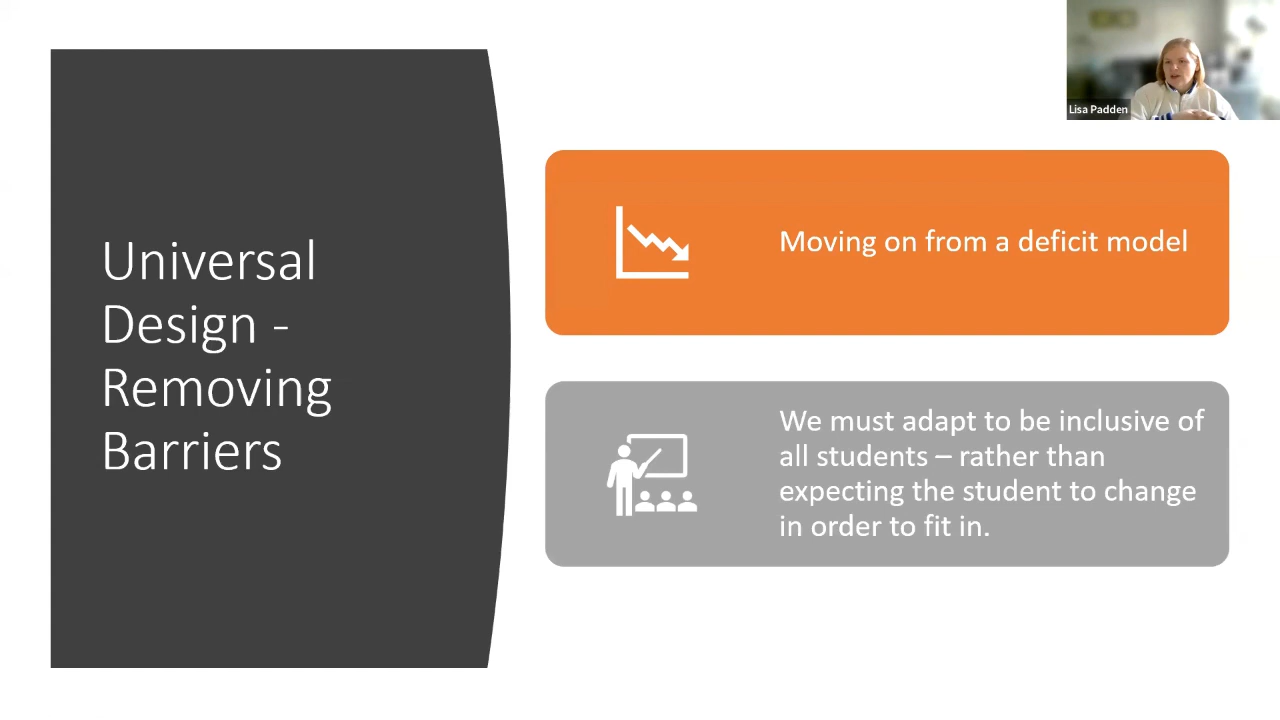 Universal
Design -
Removing
Barriers
Lisa Padden
Moving on from a deficit model
We must adapt to be inclusive of
all students – rather than
expecting the student to change
in order to fit in.